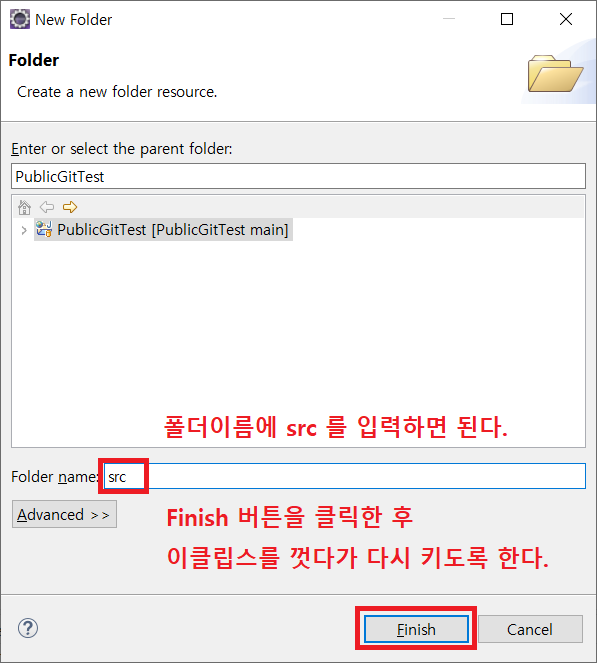 New Folder
Folder
Create a new folder resource.
Enter or select the parent folder:
PublicGitTest
PublicGitTest [PublicGitTest main]
폴더이름에 src 를 입력하면 된다.
Folder name: src
Advanced >>
Finish 버튼을 클릭한 후
이클립스를 껏다가 다시 키도록 한다.
Finish
Cancel